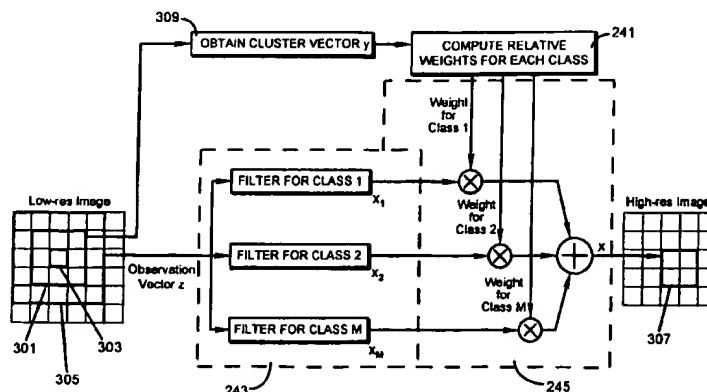 309
OBTAIN CLUSTER VECTOR y
COMPUTE RELATIVE
WEIGHTS FOR EACH CLASS
241
Weight
for
Class 1
Low-res Image
FILTER FOR CLASS 1
X1
Weight
for
Class 2
High-res Image
Observation
Vector z
FILTER FOR CLASS 2
X2
X
Weight
for
Class M
FILTER FOR CLASS M
XM
301
303
305
307
243
245